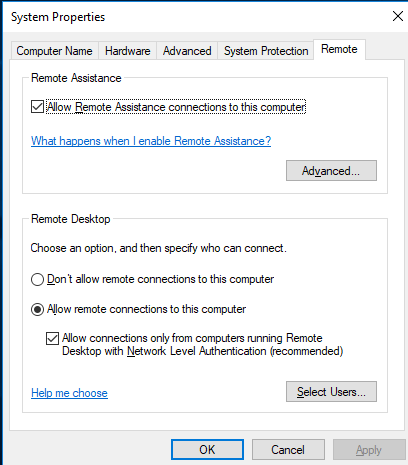 System Properties
Computer Name
Hardware
Advanced
System Protection
Remote
Remote Assistance
Allow Remote Assistance connections to this computer
What happens when I enable Remote Assistance?
Advanced...
Remote Desktop
Choose an option, and then specify who can connect.
Don't allow remote connections to this computer
Allow remote connections to this computer
Allow connections only from computers running Remote
Desktop with Network Level Authentication (recommended)
Help me choose
Select Users...
OK
Cancel
Apply